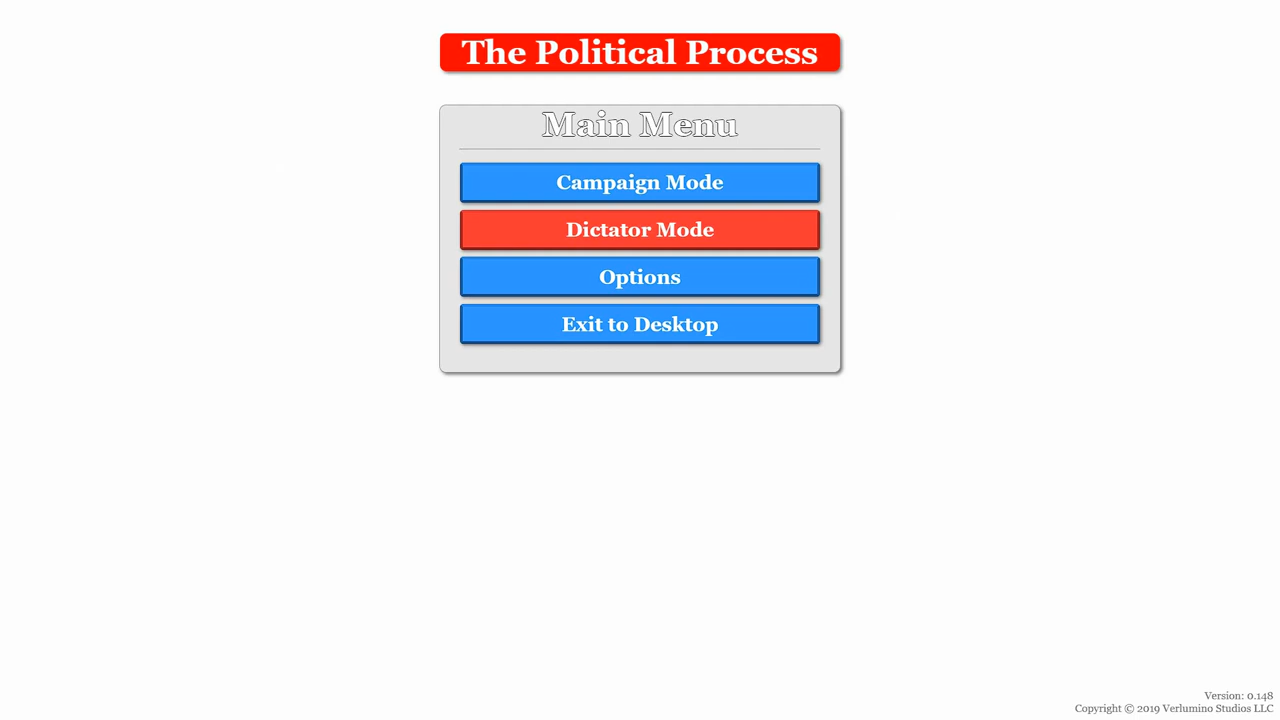 The Political Process
Main Menu
Campaign Mode
Dictator Mode
Options
Exit to Desktop
Version: 0.148
Copyright © 2019 Verlumino Studios LLC